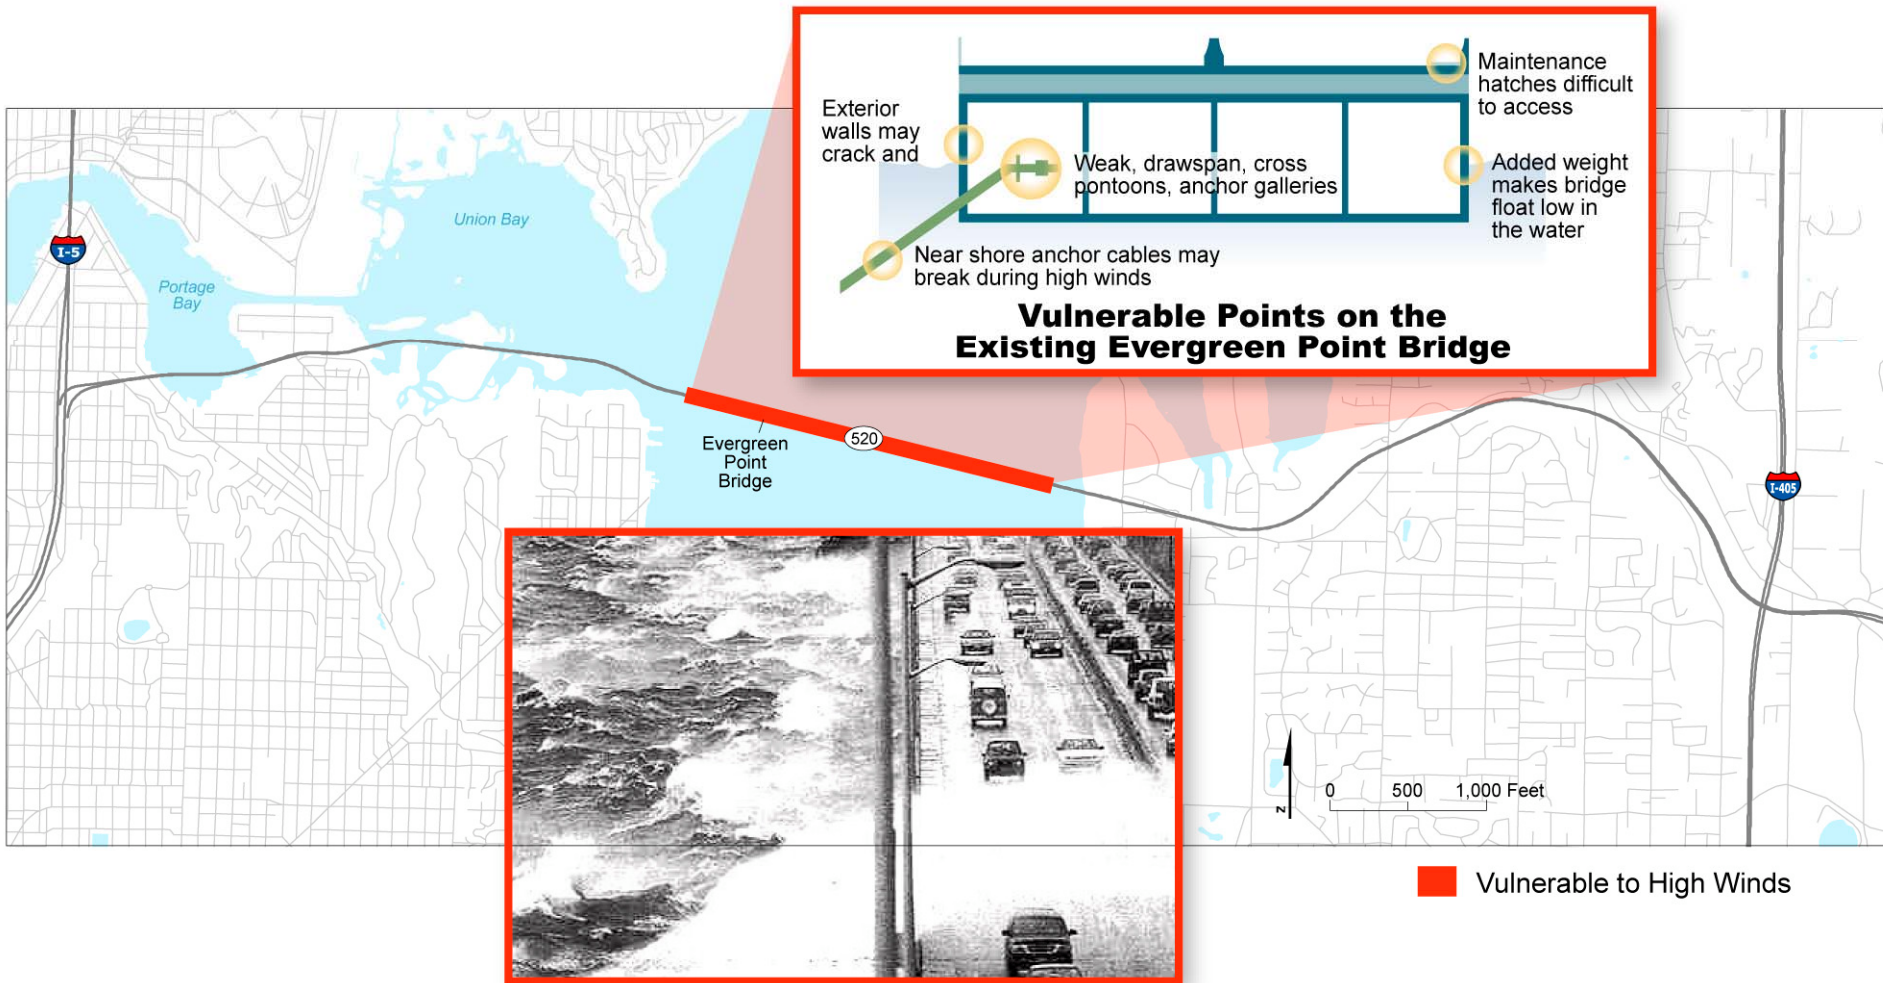 Exterior
walls may
crack and
Maintenance
hatches difficult
to access
Weak, drawspan, cross
pontoons, anchor galleries
Added weight
makes bridge
float low in
the water
Near shore anchor cables may
break during high winds
Vulnerable Points on the
Existing Evergreen Point Bridge
Union Bay
I-5
Portage
Bay
Evergreen
Point
Bridge
520
I-405
N
0 500 1,000 Feet
Vulnerable to High Winds